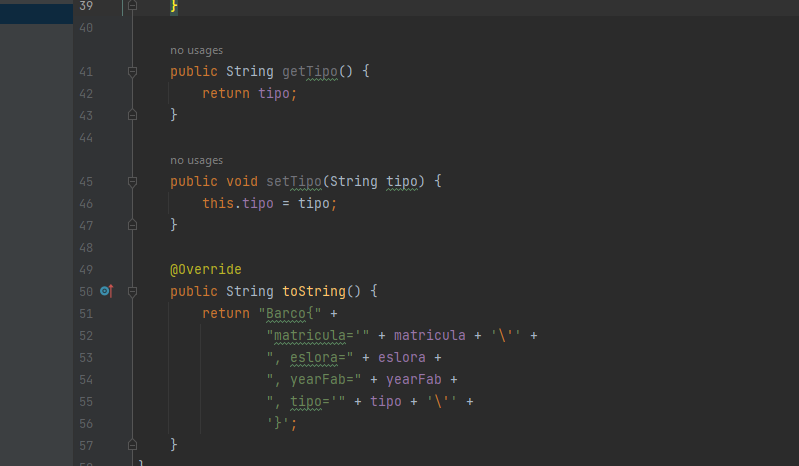 39 }
40
no usages
41 public String getTipo() {
42 return tipo;
43 }
44
no usages
45 public void setTipo(String tipo) {
46 this.tipo = tipo;
47 }
48
49 @Override
50 public String toString() {
51 return "Barco{" +
52 "matricula='" + matricula + '\'' +
53 ", eslora=" + eslora +
54 ", yearFab=" + yearFab +
55 ", tipo='" + tipo + '\'' +
56 '}';
57 }
58 }